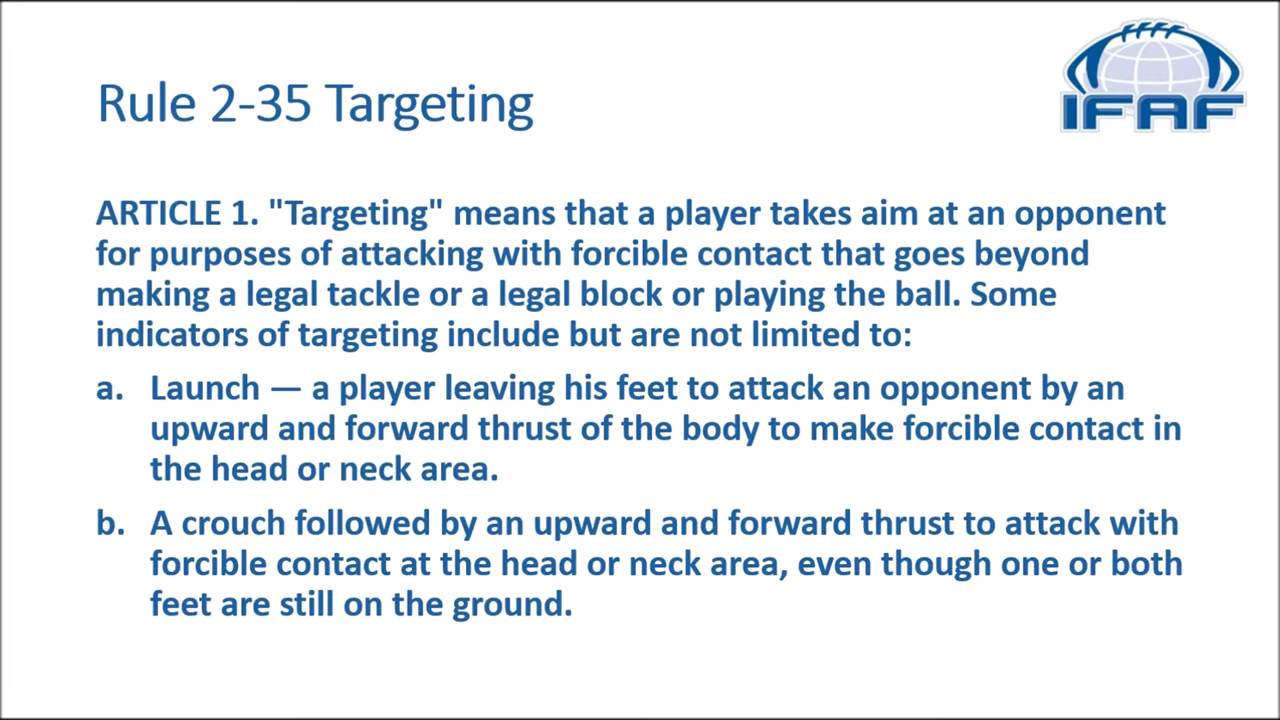 Rule 2-35 Targeting
IFAF
ARTICLE 1. "Targeting" means that a player takes aim at an opponent
for purposes of attacking with forcible contact that goes beyond
making a legal tackle or a legal block or playing the ball. Some
indicators of targeting include but are not limited to:
a. Launch — a player leaving his feet to attack an opponent by an
upward and forward thrust of the body to make forcible contact in
the head or neck area.
b. A crouch followed by an upward and forward thrust to attack with
forcible contact at the head or neck area, even though one or both
feet are still on the ground.